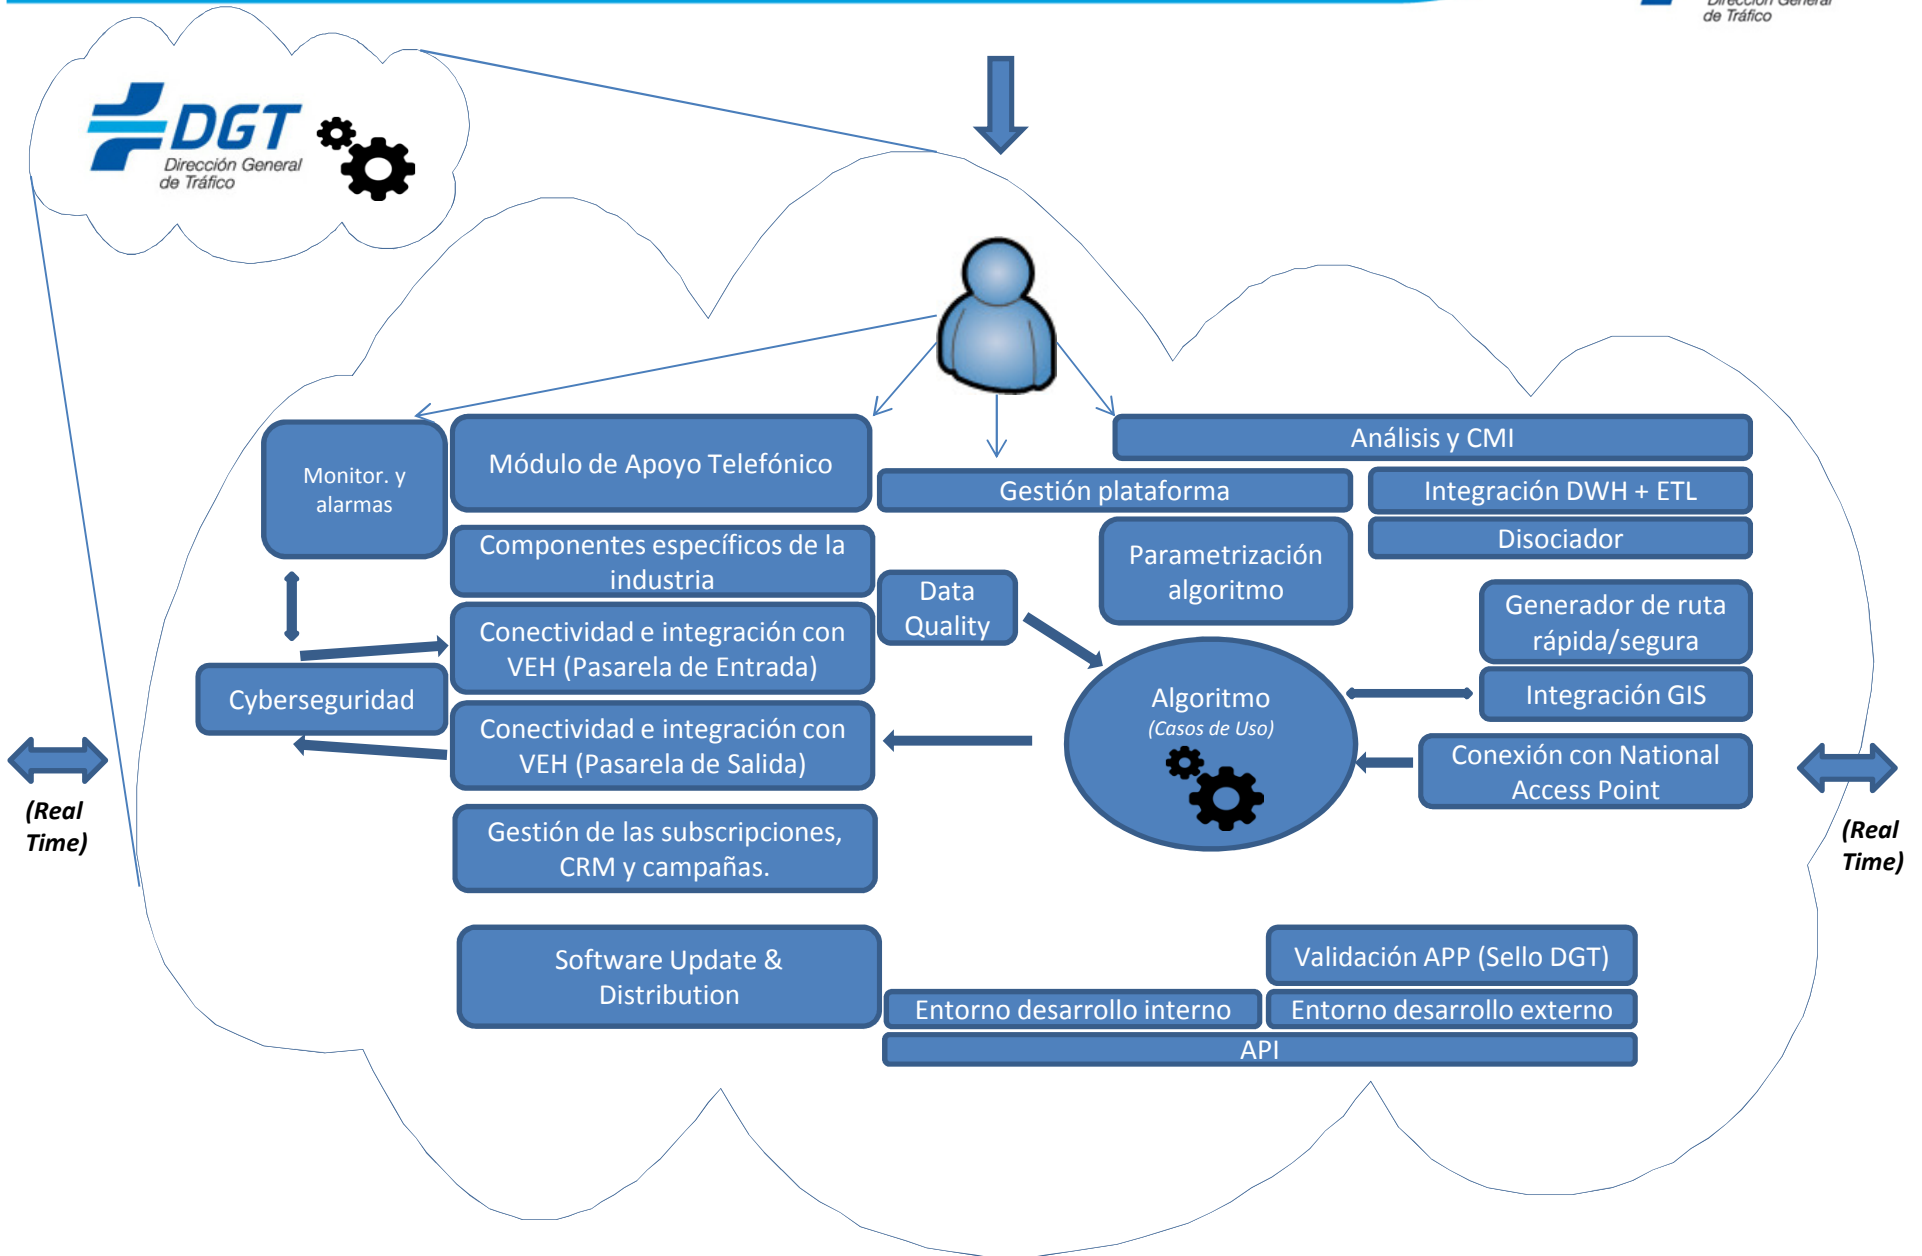 Dirección General
de Tráfico
DGT
Dirección General
de Tráfico
Monitor. y
alarmas
Módulo de Apoyo Telefónico
Análisis y CMI
Gestión plataforma
Integración DWH + ETL
Disociador
Componentes específicos de la
industria
Parametrización
algoritmo
Data
Quality
Generador de ruta
rápida/segura
Conectividad e integración con
VEH (Pasarela de Entrada)
Cyberseguridad
Algoritmo
(Casos de Uso)
Integración GIS
Conectividad e integración con
VEH (Pasarela de Salida)
Conexión con National
Access Point
(Real
Time)
(Real
Time)
Gestión de las subscripciones,
CRM y campañas.
Software Update &
Distribution
Validación APP (Sello DGT)
Entorno desarrollo interno
Entorno desarrollo externo
API